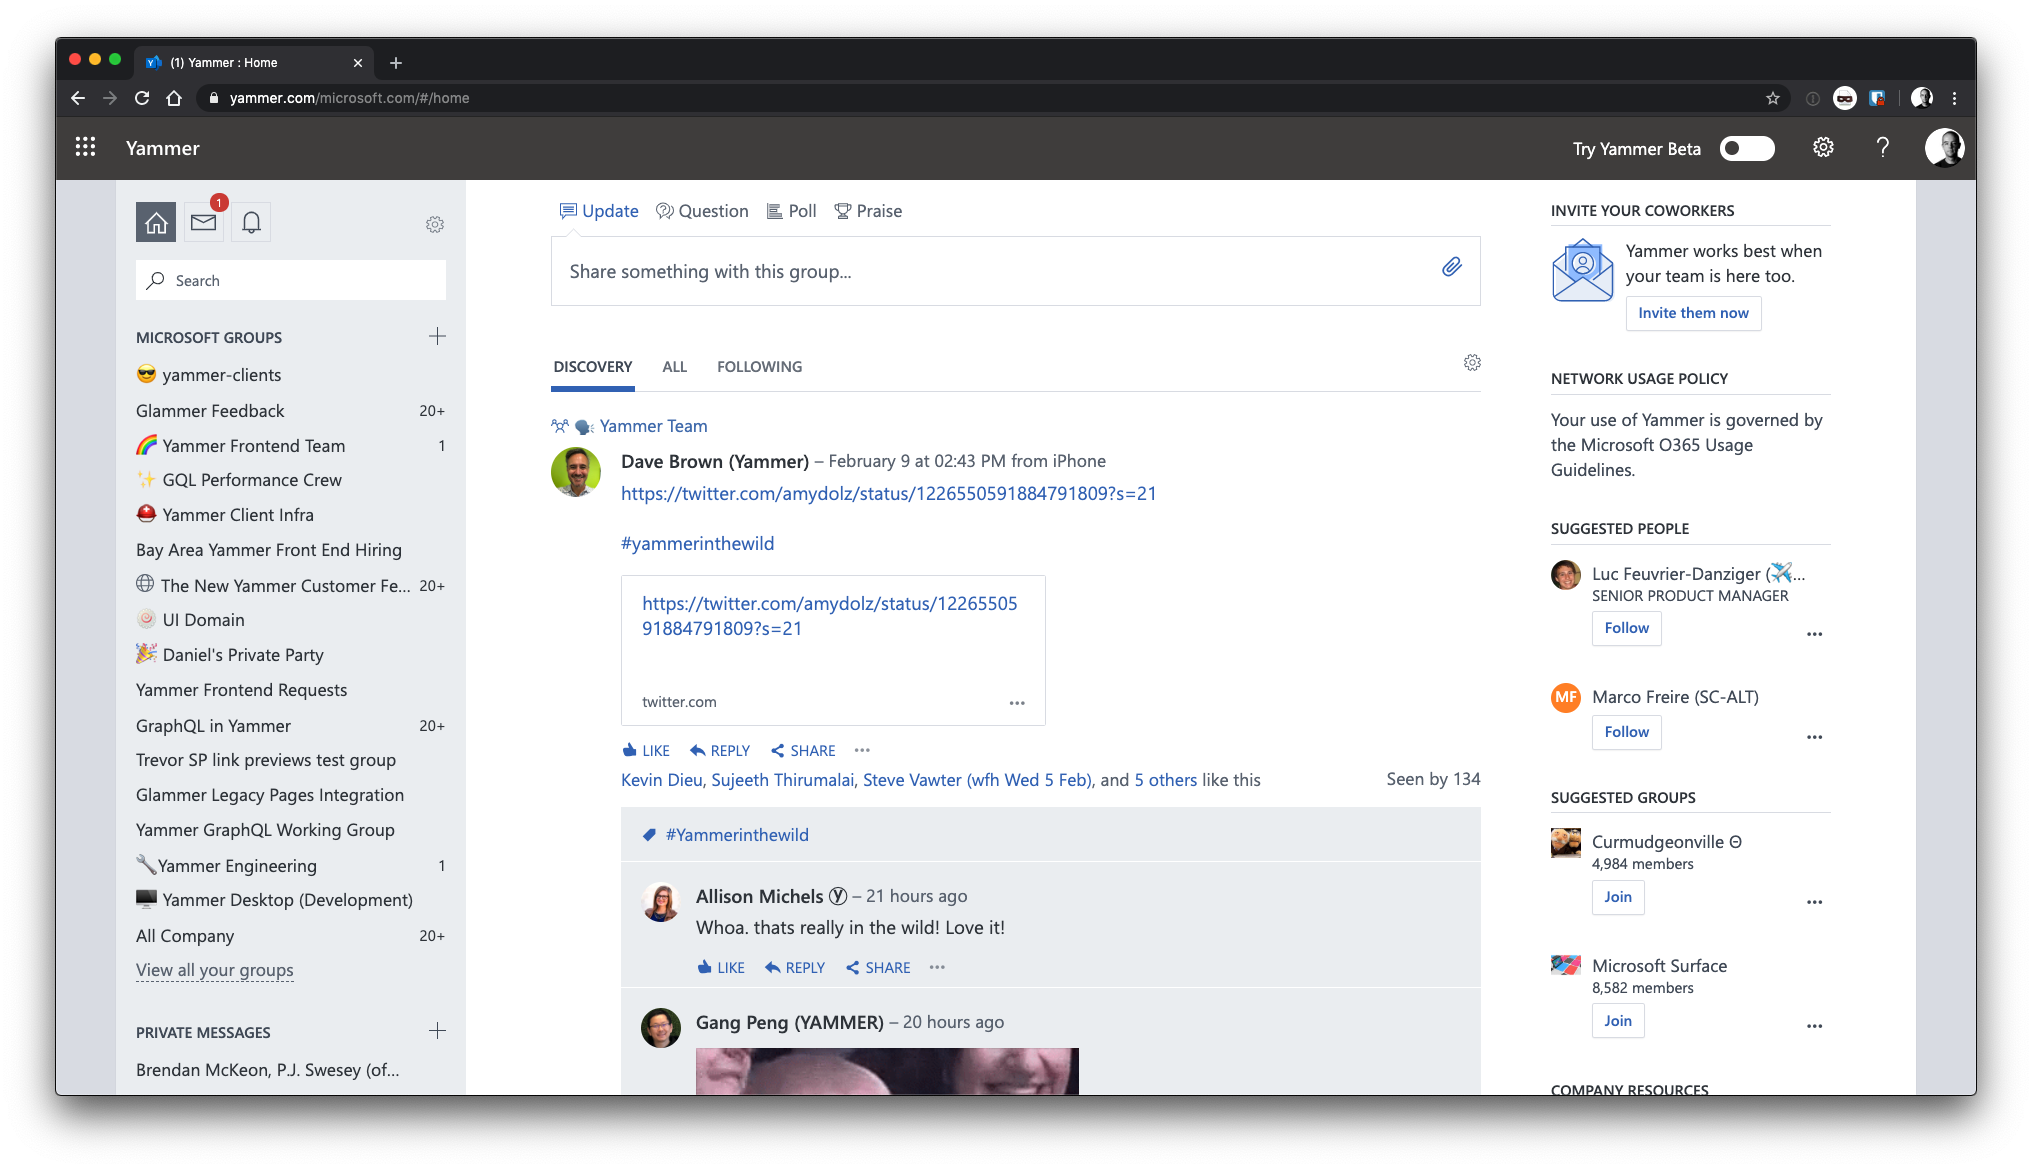 (1) Yammer : Home
yammer.com/microsoft.com/#/home
Yammer
Try Yammer Beta
1
Search
MICROSOFT GROUPS
yammer-clients
Glammer Feedback 20+
Yammer Frontend Team 1
GQL Performance Crew
Yammer Client Infra
Bay Area Yammer Front End Hiring
The New Yammer Customer Fe... 20+
UI Domain
Daniel's Private Party
Yammer Frontend Requests
GraphQL in Yammer 20+
Trevor SP link previews test group
Glammer Legacy Pages Integration
Yammer GraphQL Working Group
Yammer Engineering 1
Yammer Desktop (Development)
All Company 20+
View all your groups
PRIVATE MESSAGES
Brendan McKeon, P.J. Swesey (of...
Update Question Poll Praise
Share something with this group...
DISCOVERY ALL FOLLOWING
Yammer Team
Dave Brown (Yammer) – February 9 at 02:43 PM from iPhone
https://twitter.com/amydolz/status/1226550591884791809?s=21
#yammerinthewild
https://twitter.com/amydolz/status/12265505
91884791809?s=21
twitter.com
LIKE REPLY SHARE
Kevin Dieu, Sujeeth Thirumalai, Steve Vawter (wfh Wed 5 Feb), and 5 others like this Seen by 134
#Yammerinthewild
Allison Michels Ⓨ – 21 hours ago
Whoa. thats really in the wild! Love it!
LIKE REPLY SHARE
Gang Peng (YAMMER) – 20 hours ago
INVITE YOUR COWORKERS
Yammer works best when
your team is here too.
Invite them now
NETWORK USAGE POLICY
Your use of Yammer is governed by
the Microsoft O365 Usage
Guidelines.
SUGGESTED PEOPLE
Luc Feuvrier-Danziger (✈️...
SENIOR PRODUCT MANAGER
Follow
MF
Marco Freire (SC-ALT)
Follow
SUGGESTED GROUPS
Curmudgeonville Θ
4,984 members
Join
Microsoft Surface
8,582 members
Join
COMPANY RESOURCES